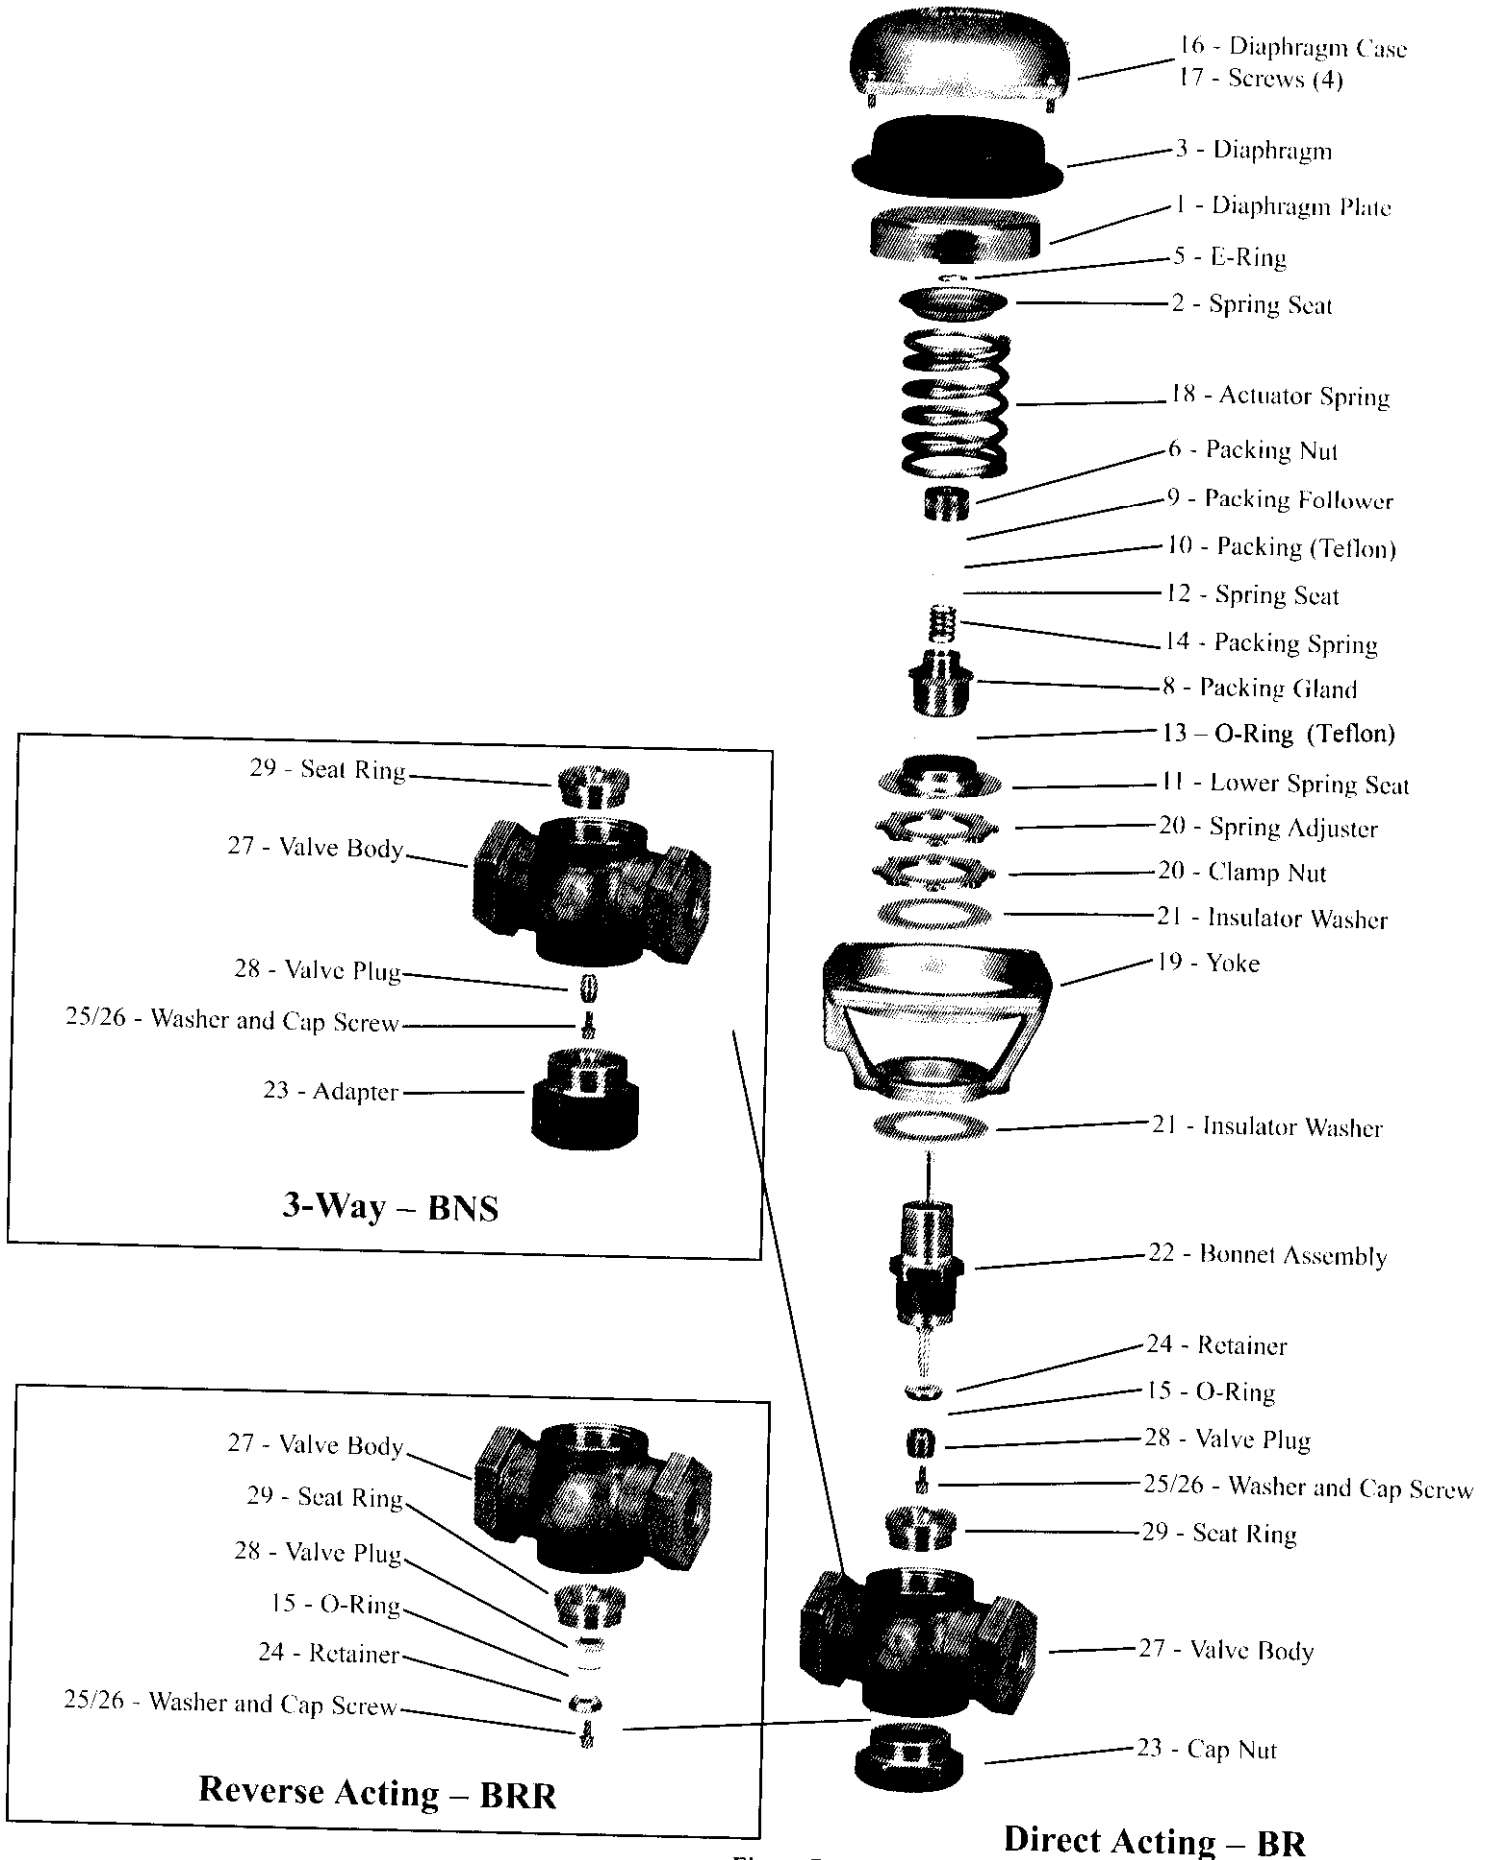 16 - Diaphragm Case
17 - Screws (4)
3 - Diaphragm
1 - Diaphragm Plate
5 - E-Ring
2 - Spring Seat
18 - Actuator Spring
6 - Packing Nut
9 - Packing Follower
10 - Packing (Teflon)
12 - Spring Seat
14 - Packing Spring
8 - Packing Gland
13 – O-Ring (Teflon)
11 - Lower Spring Seat
20 - Spring Adjuster
20 - Clamp Nut
21 - Insulator Washer
19 - Yoke
21 - Insulator Washer
22 - Bonnet Assembly
24 - Retainer
15 - O-Ring
28 - Valve Plug
25/26 - Washer and Cap Screw
29 - Seat Ring
27 - Valve Body
23 - Cap Nut
Direct Acting – BR
29 - Seat Ring
27 - Valve Body
28 - Valve Plug
25/26 - Washer and Cap Screw
23 - Adapter
3-Way – BNS
27 - Valve Body
29 - Seat Ring
28 - Valve Plug
15 - O-Ring
24 - Retainer
25/26 - Washer and Cap Screw
Reverse Acting – BRR